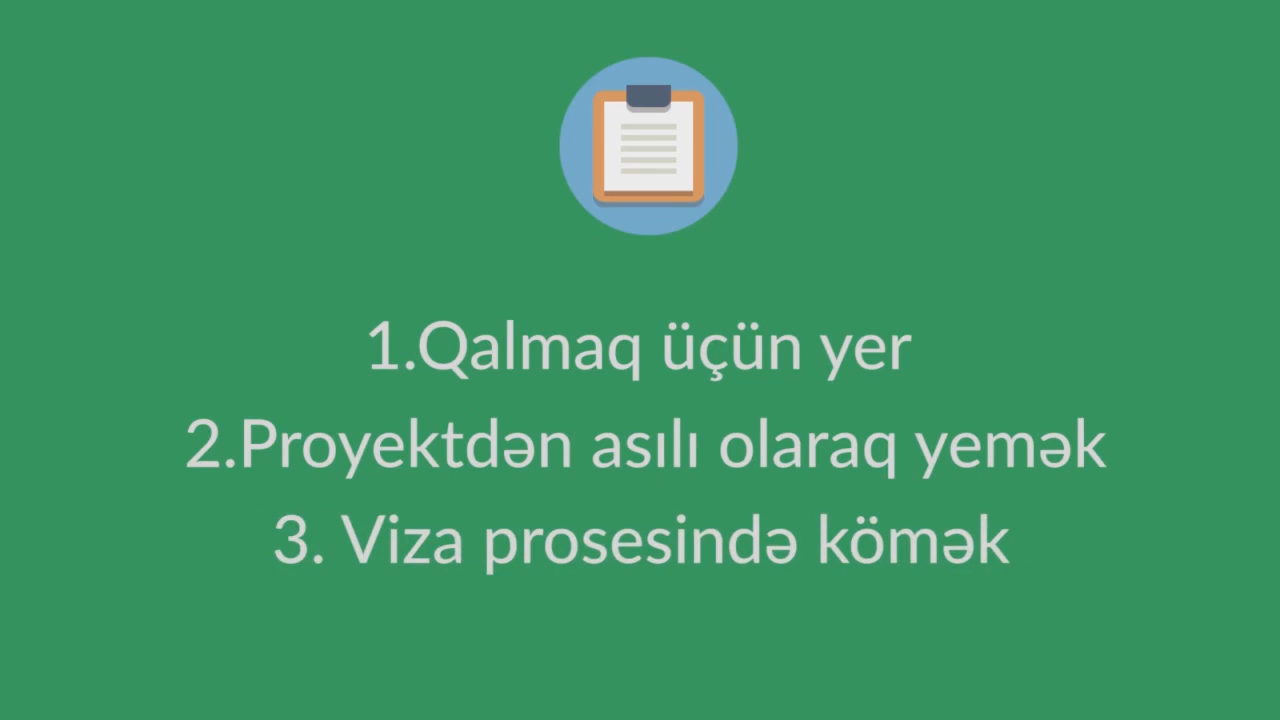 1.Qalmaq üçün yer
2.Proyektdən asılı olaraq yemək
3. Viza prosesində kömək